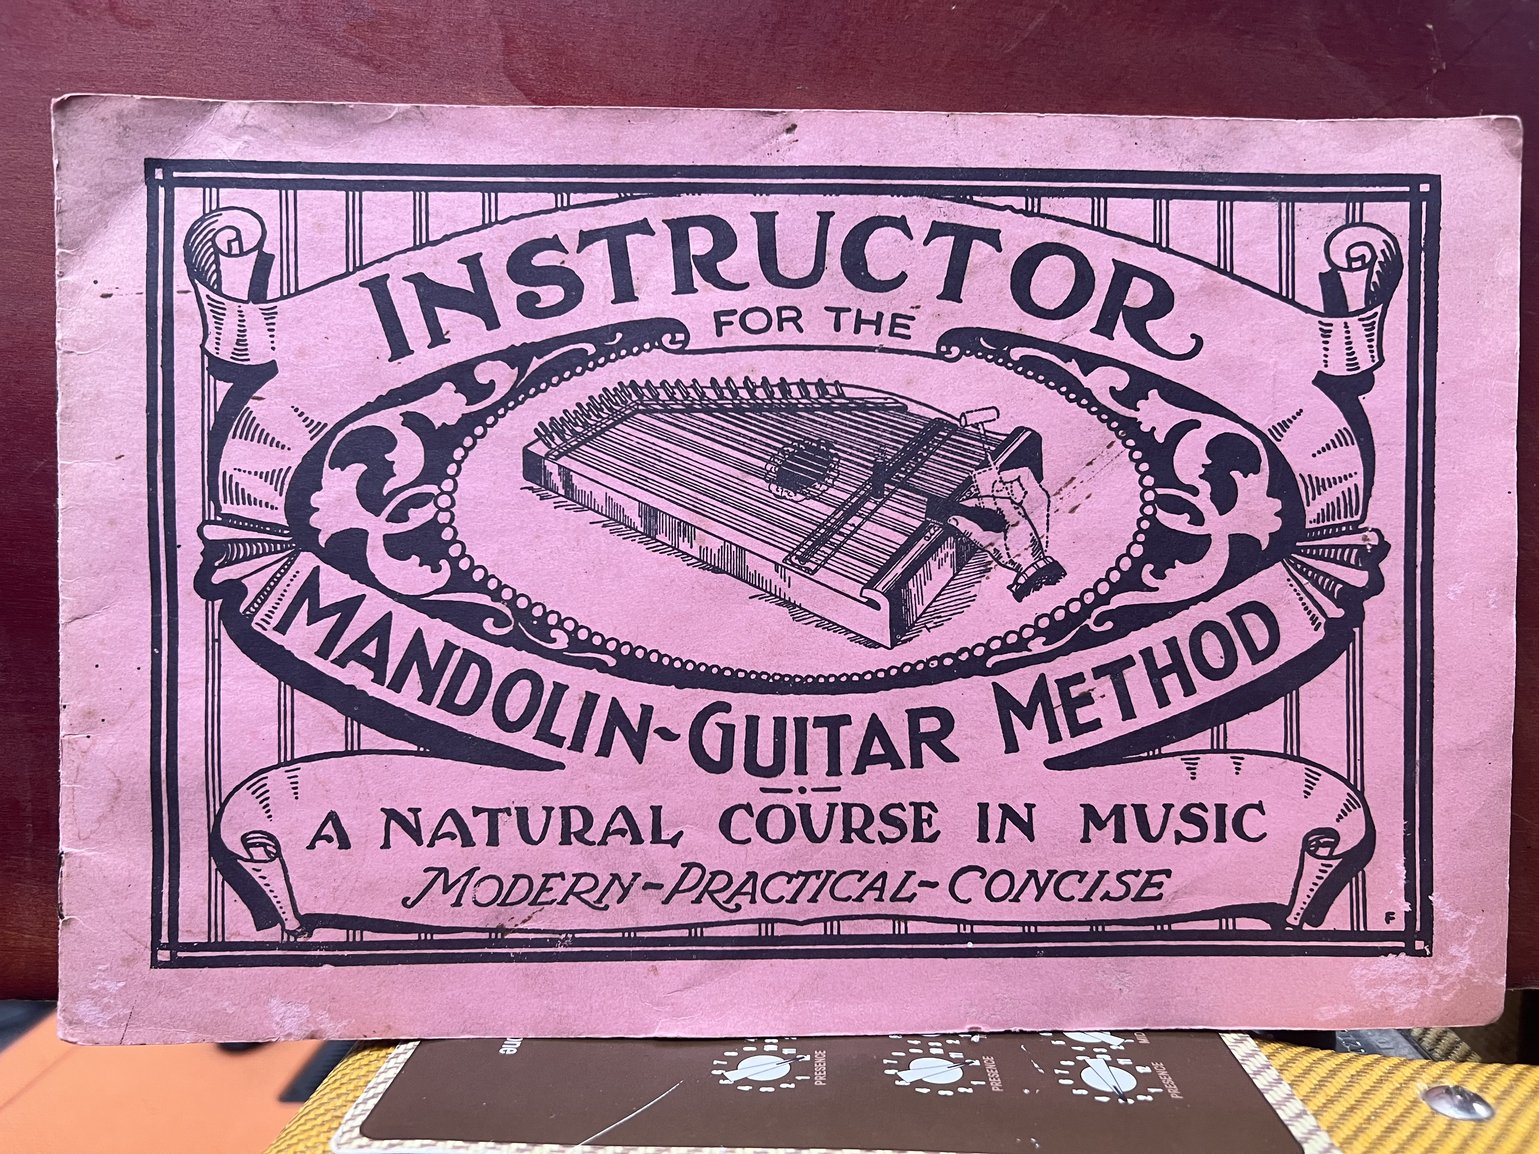 INSTRUCTOR
FOR THE
MANDOLIN-GUITAR METHOD
A NATURAL COURSE IN MUSIC
MODERN-PRACTICAL-CONCISE
F
PRESENCE
PRESENCE
PRESENCE